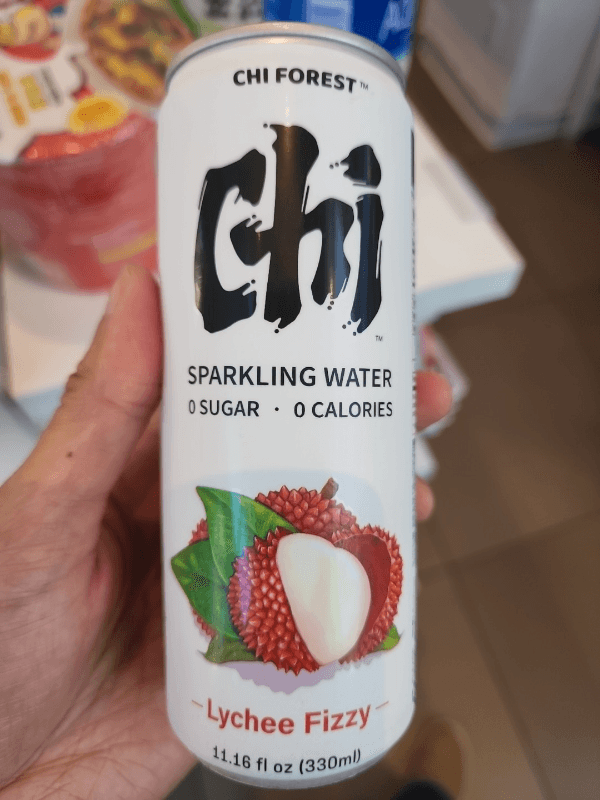 CHI FOREST™
Chi
™
SPARKLING WATER
0 SUGAR · 0 CALORIES
Lychee Fizzy
11.16 fl oz (330ml)